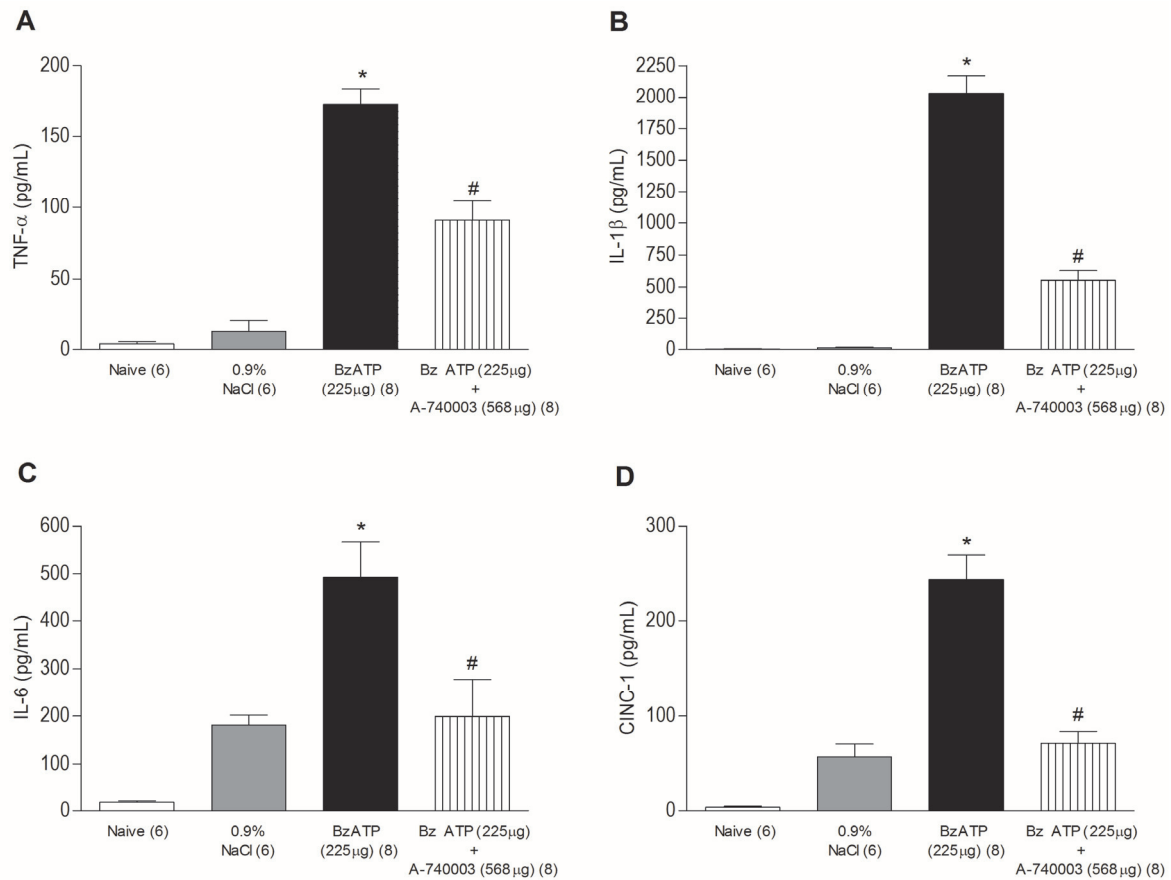 A
TNF-α (pg/mL)
200
150
100
50
0
*
#
Naive (6)
0.9%
NaCl (6)
BzATP
(225μg) (8)
Bz ATP (225μg)
+
A-740003 (568μg) (8)
B
IL-1β (pg/mL)
2250
2000
1750
1500
1250
1000
750
500
250
0
*
#
Naive (6)
0.9%
NaCl (6)
BzATP
(225μg) (8)
Bz ATP (225μg)
+
A-740003 (568μg) (8)
C
IL-6 (pg/mL)
600
500
400
300
200
100
0
*
#
Naive (6)
0.9%
NaCl (6)
BzATP
(225μg) (8)
Bz ATP (225μg)
+
A-740003 (568μg) (8)
D
CINC-1 (pg/mL)
300
200
100
0
*
#
Naive (6)
0.9%
NaCl (6)
BzATP
(225μg) (8)
Bz ATP (225μg)
+
A-740003 (568μg) (8)